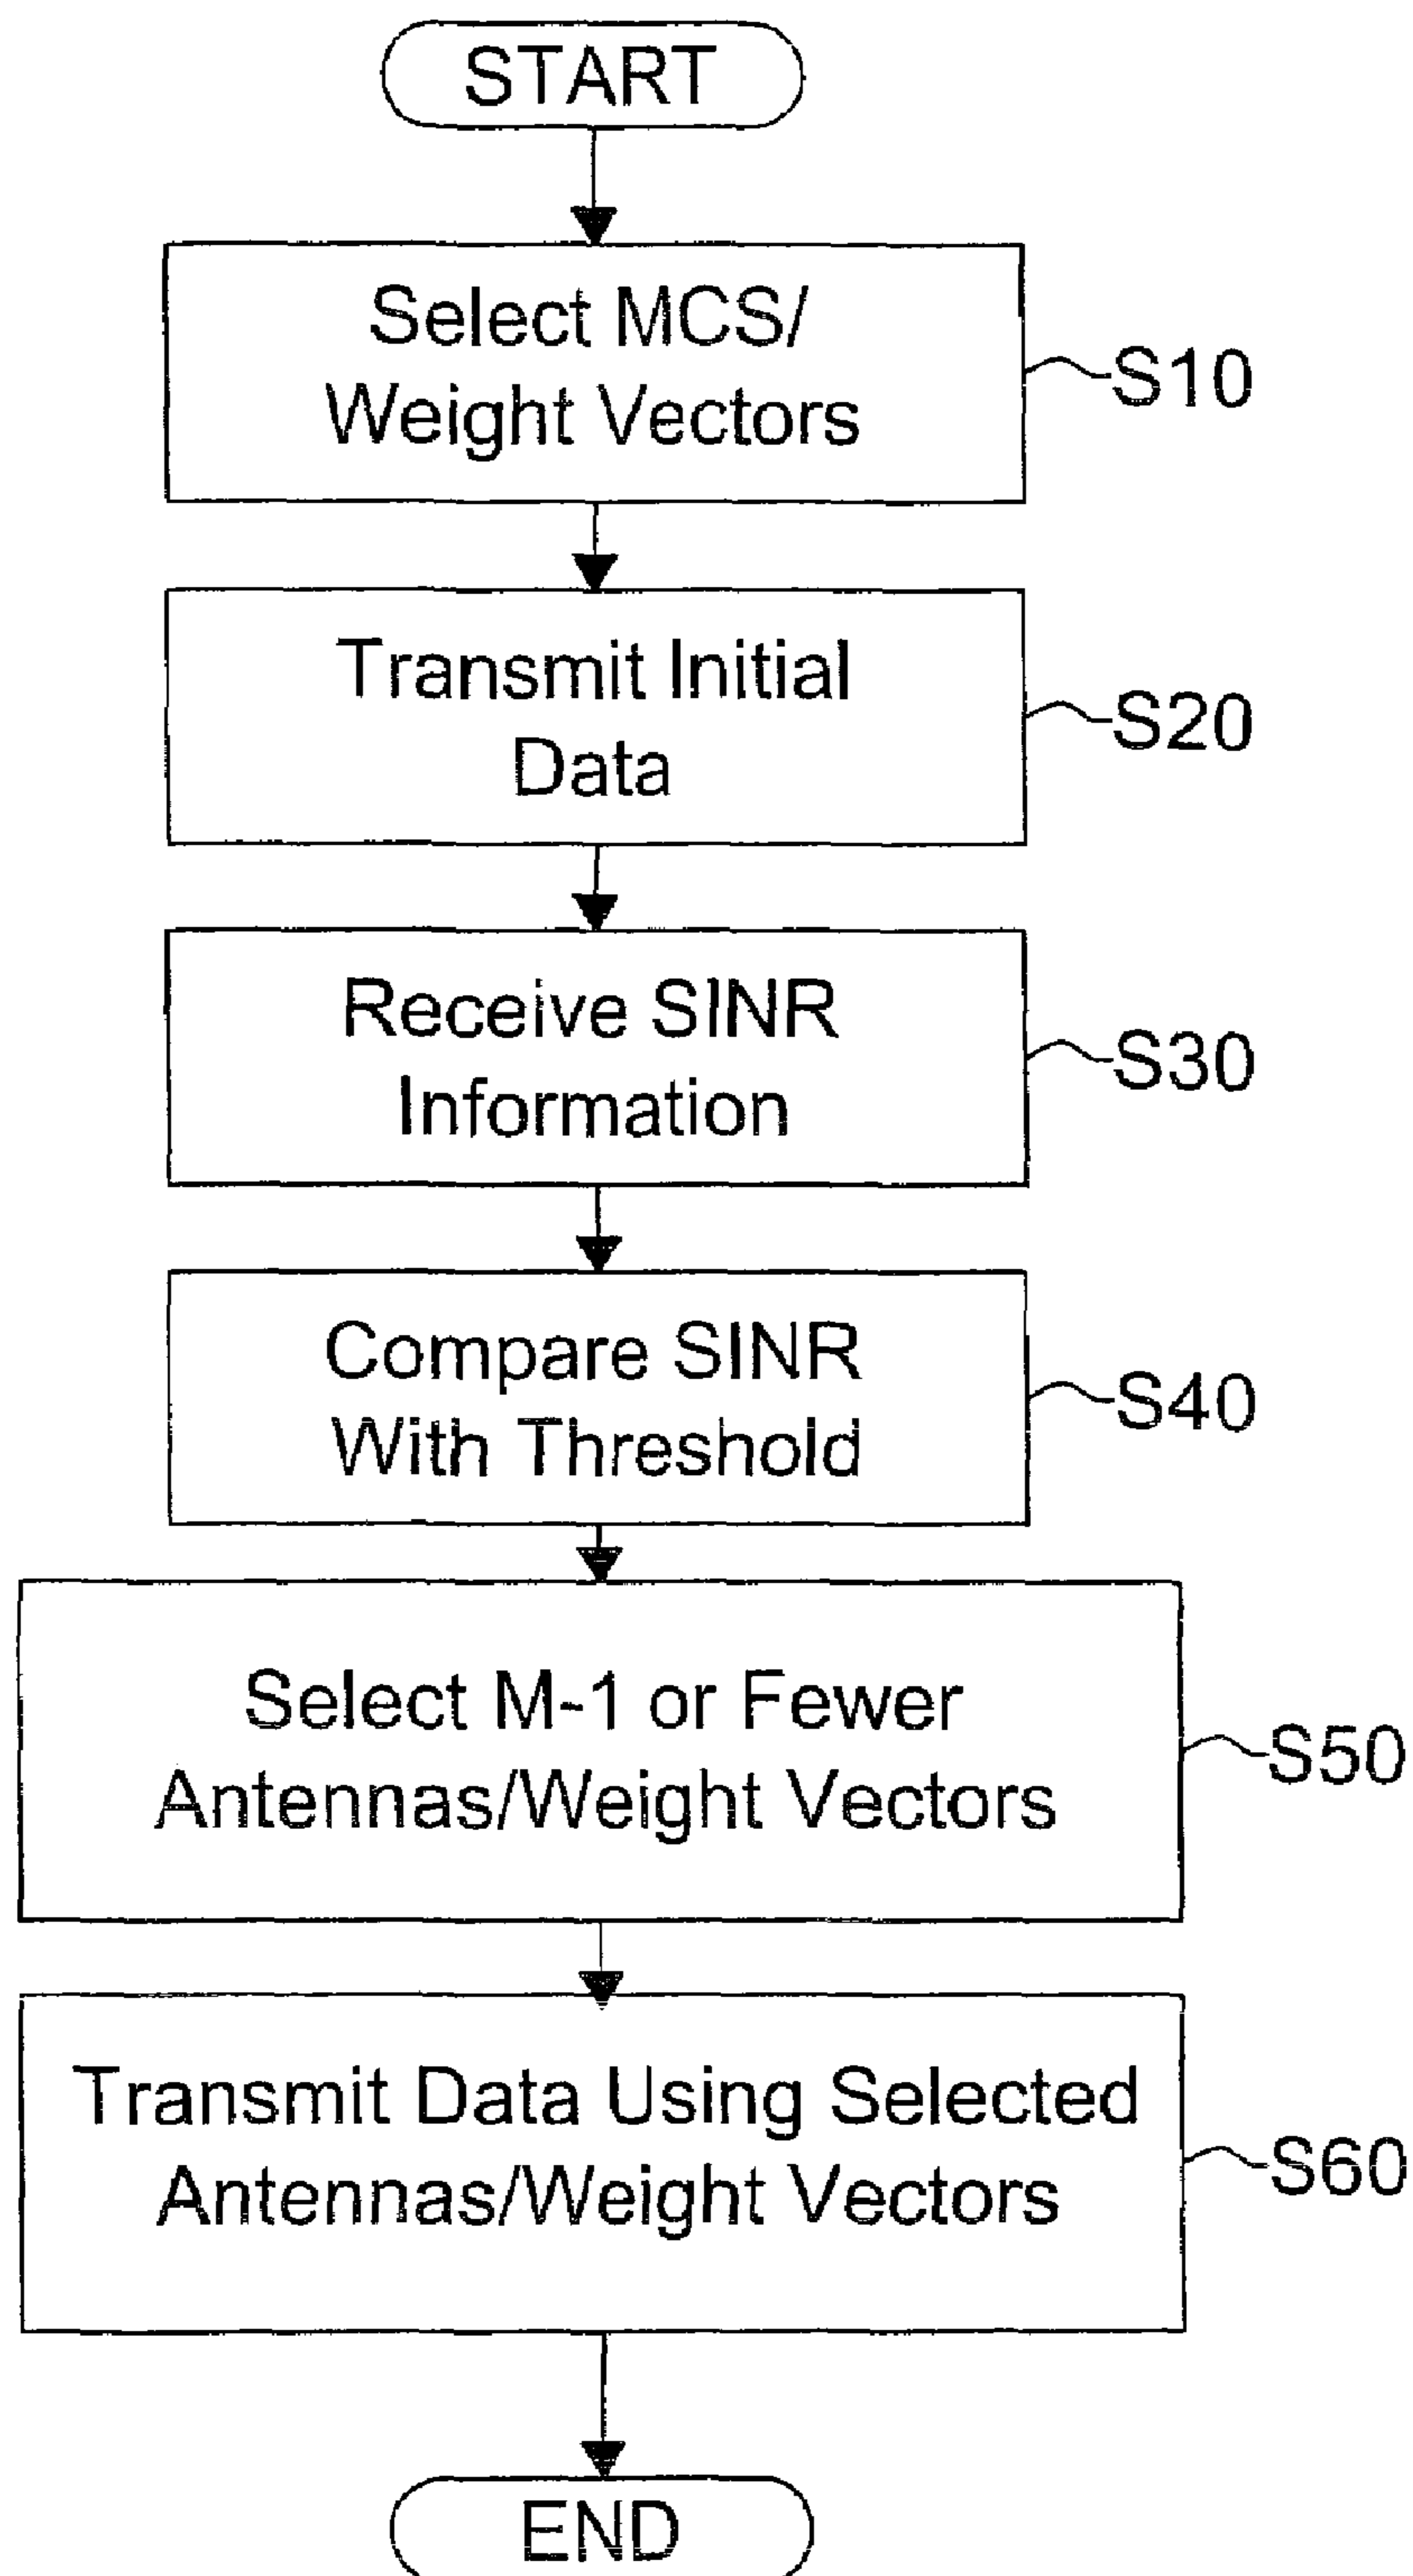 START
Select MCS/
Weight Vectors
S10
Transmit Initial
Data
S20
Receive SINR
Information
S30
Compare SINR
With Threshold
S40
Select M-1 or Fewer
Antennas/Weight Vectors
S50
Transmit Data Using Selected
Antennas/Weight Vectors
S60
END